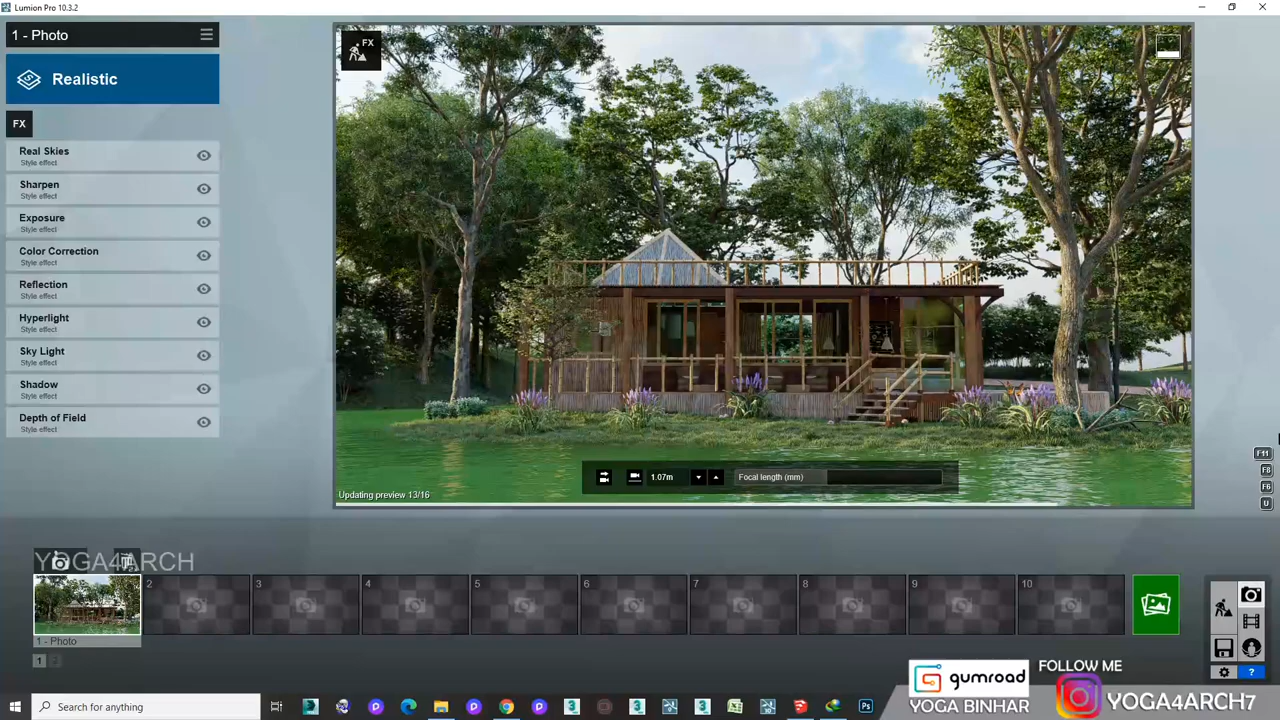 Lumion Pro 10.3.2
1 - Photo
Realistic
FX
Real Skies
Style effect
Sharpen
Style effect
Exposure
Style effect
Color Correction
Style effect
Reflection
Style effect
Hyperlight
Style effect
Sky Light
Style effect
Shadow
Style effect
Depth of Field
Style effect
FX
1.07m
Focal length (mm)
Updating preview 13/16
F11
F8
F6
U
YOGA4ARCH
2
3
4
5
6
7
8
9
10
1 - Photo
1
2
?
gumroad
YOGA BINHAR
FOLLOW ME
YOGA4ARCH7
Search for anything
Ps